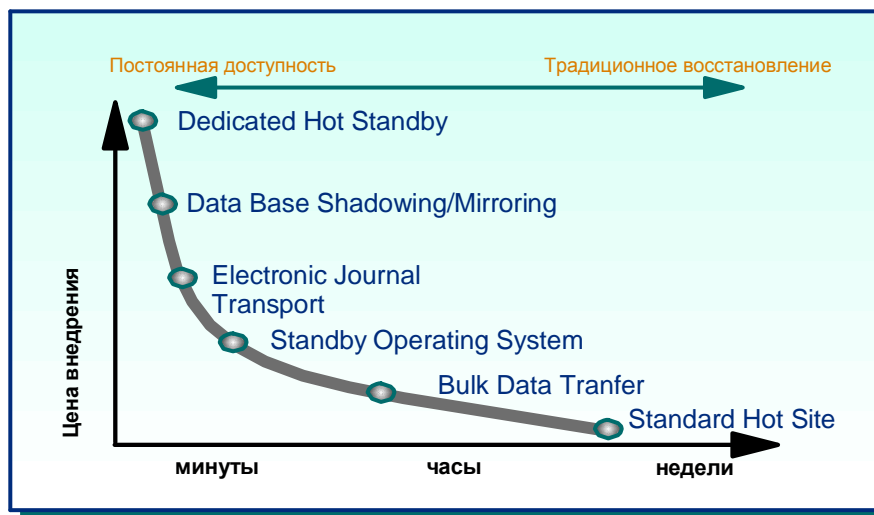 Постоянная доступность
Традиционное восстановление
Dedicated Hot Standby
Data Base Shadowing/Mirroring
Electronic Journal
Transport
Standby Operating System
Bulk Data Tranfer
Standard Hot Site
Цена внедрения
минуты
часы
недели